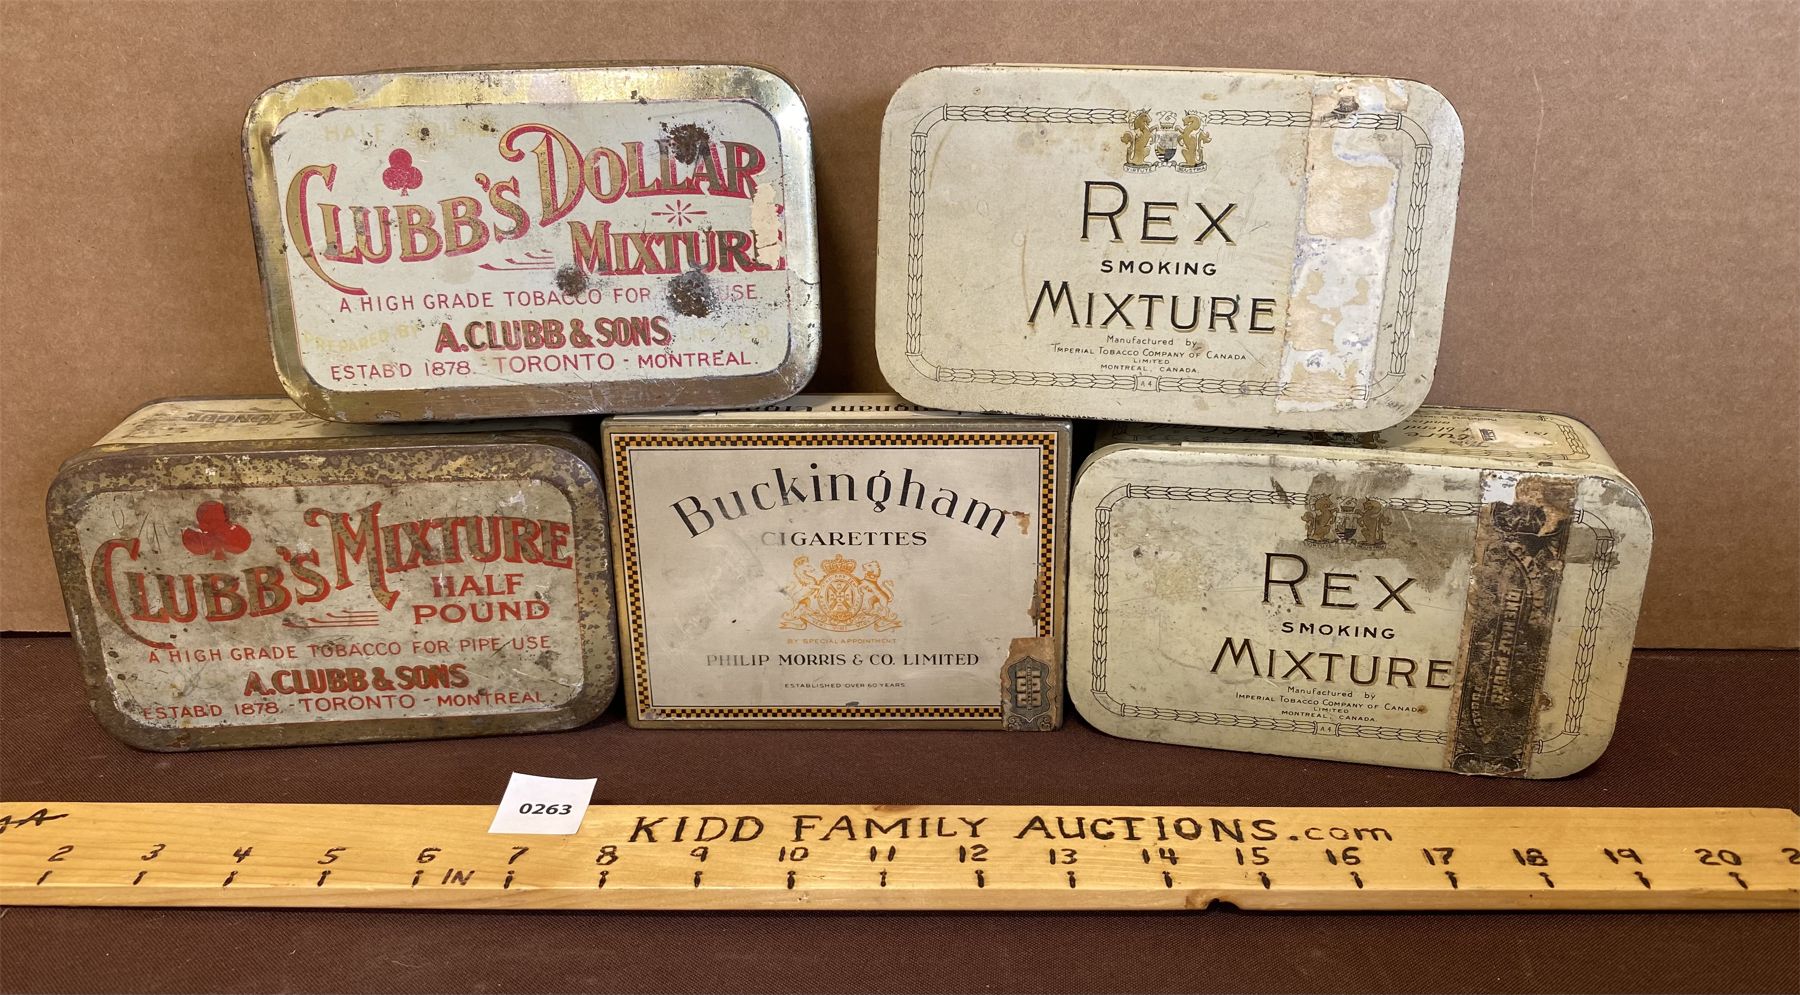 HALF POUND
CLUBB'S DOLLAR
MIXTURE
A HIGH GRADE TOBACCO FOR USE
PREPARED BY
A.CLUBB & SONS LIMITED
ESTAB'D 1878 - TORONTO - MONTREAL
REX
SMOKING
MIXTURE
Manufactured by
IMPERIAL TOBACCO COMPANY OF CANADA
LIMITED
MONTREAL, CANADA
A4
CLUBB'S MIXTURE
HALF
POUND
A HIGH GRADE TOBACCO FOR PIPE USE
A.CLUBB & SONS
ESTAB'D 1878 - TORONTO - MONTREAL
Buckingham
CIGARETTES
BY SPECIAL APPOINTMENT
PHILIP MORRIS & CO. LIMITED
ESTABLISHED OVER 60 YEARS
REX
SMOKING
MIXTURE
Manufactured by
IMPERIAL TOBACCO COMPANY OF CANADA
LIMITED
MONTREAL, CANADA
A4
0263
KIDD FAMILY AUCTIONS.com
2 3 4 5 6 IN 7 8 9 10 11 12 13 14 15 16 17 18 19 20